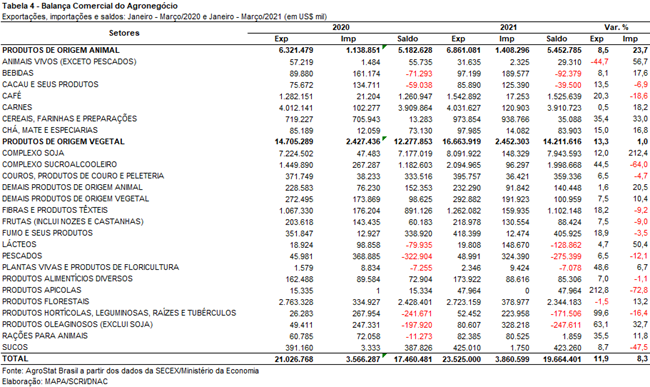 Tabela 4 - Balança Comercial do Agronegócio
Exportações, importações e saldos: Janeiro - Março/2020 e Janeiro - Março/2021 (em US$ mil)
Setores 2020 2021 Var. %
Exp Imp Saldo Exp Imp Saldo Exp Imp
PRODUTOS DE ORIGEM ANIMAL 6.321.479 1.138.851 5.182.628 6.861.081 1.408.296 5.452.785 8,5 23,7
ANIMAIS VIVOS (EXCETO PESCADOS) 57.219 1.484 55.735 31.635 2.325 29.310 -44,7 56,7
BEBIDAS 89.880 161.174 -71.293 97.199 189.577 -92.379 8,1 17,6
CACAU E SEUS PRODUTOS 75.672 134.711 -59.038 85.891 125.390 -39.500 13,5 -6,9
CAFÉ 1.282.151 21.204 1.260.947 1.542.892 17.253 1.525.639 20,3 -18,6
CARNES 4.012.141 102.277 3.909.864 4.031.627 120.903 3.910.723 0,5 18,2
CEREAIS, FARINHAS E PREPARAÇÕES 719.227 705.943 13.283 973.854 938.766 35.088 35,4 33,0
CHÁ, MATE E ESPECIARIAS 85.189 12.059 73.130 97.985 14.082 83.903 15,0 16,8
PRODUTOS DE ORIGEM VEGETAL 14.705.289 2.427.436 12.277.853 16.663.919 2.452.303 14.211.616 13,3 1,0
COMPLEXO SOJA 7.224.502 47.483 7.177.019 8.091.922 148.329 7.943.593 12,0 212,4
COMPLEXO SUCROALCOOLEIRO 1.449.890 267.287 1.182.603 2.094.965 96.297 1.998.668 44,5 -64,0
COUROS, PRODUTOS DE COURO E PELETERIA 371.749 38.233 333.516 395.757 36.421 359.336 6,5 -4,7
DEMAIS PRODUTOS DE ORIGEM ANIMAL 228.583 76.230 152.353 232.290 91.842 140.448 1,6 20,5
DEMAIS PRODUTOS DE ORIGEM VEGETAL 272.495 173.869 98.625 292.882 191.923 100.959 7,5 10,4
FIBRAS E PRODUTOS TÊXTEIS 1.067.330 176.204 891.126 1.262.082 159.935 1.102.148 18,2 -9,2
FRUTAS (INCLUI NOZES E CASTANHAS) 203.618 143.435 60.183 218.978 130.554 88.424 7,5 -9,0
FUMO E SEUS PRODUTOS 351.847 12.927 338.920 418.399 12.474 405.925 18,9 -3,5
LÁCTEOS 18.924 98.858 -79.935 19.808 148.670 -128.862 4,7 50,4
PESCADOS 45.981 368.885 -322.904 48.991 324.390 -275.399 6,5 -12,1
PLANTAS VIVAS E PRODUTOS DE FLORICULTURA 1.579 8.834 -7.255 2.346 9.424 -7.078 48,6 6,7
PRODUTOS ALIMENTÍCIOS DIVERSOS 162.488 89.584 72.904 173.922 88.616 85.306 7,0 -1,1
PRODUTOS APICOLAS 15.335 1 15.334 47.964 0 47.964 212,8 -72,8
PRODUTOS FLORESTAIS 2.763.328 334.927 2.428.401 2.723.159 378.977 2.344.183 -1,5 13,2
PRODUTOS HORTÍCOLAS, LEGUMINOSAS, RAÍZES E TUBÉRCULOS 26.283 267.954 -241.671 52.452 223.958 -171.506 99,6 -16,4
PRODUTOS OLEAGINOSOS (EXCLUI SOJA) 49.411 247.331 -197.920 80.607 328.218 -247.611 63,1 32,7
RAÇÕES PARA ANIMAIS 60.785 72.058 -11.273 82.385 80.525 1.859 35,5 11,8
SUCOS 391.160 3.333 387.826 425.010 1.750 423.260 8,7 -47,5
TOTAL 21.026.768 3.566.287 17.460.481 23.525.000 3.860.599 19.664.401 11,9 8,3
Fonte: AgroStat Brasil a partir dos dados da SECEX/Ministério da Economia
Elaboração: MAPA/SCRI/DNAC